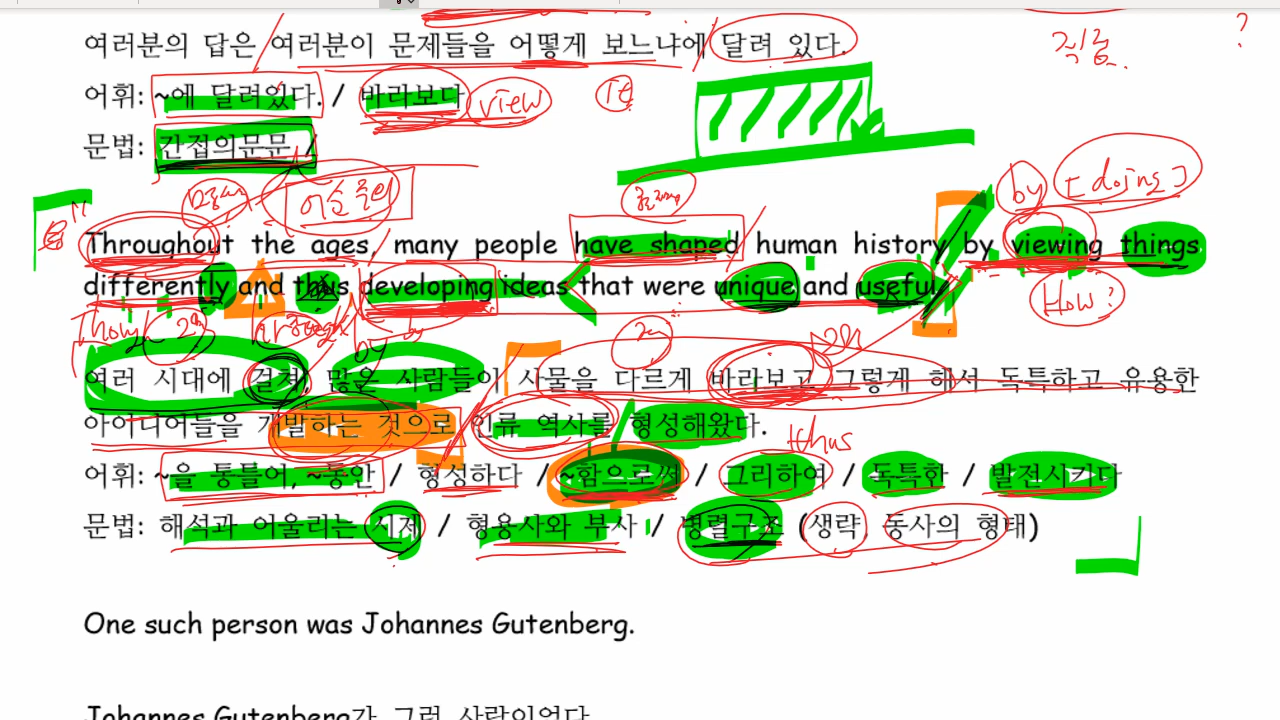 여러분의 답은 여러분이 문제들을 어떻게 보느냐에 달려 있다.
어휘: ~에 달려있다. / 바라보다 view It
문법: 간접의문문 /
by [doing]
Throughout the ages, many people have shaped human history by viewing things
differently and thus developing ideas that were unique and useful.
How?
by
여러 시대에 걸쳐, 많은 사람들이 사물을 다르게 바라보고 그렇게 해서 독특하고 유용한
아이디어들을 개발하는 것으로 인류 역사를 형성해왔다.
thus
어휘: ~을 통틀어, ~동안 / 형성하다 / ~함으로써 / 그리하여 / 독특한 / 발전시키다
문법: 해석과 어울리는 시제 / 형용사와 부사 / 병렬구조 (생략 동사의 형태)
One such person was Johannes Gutenberg.
Johannes Gutenberg가 그런 사람이었다.